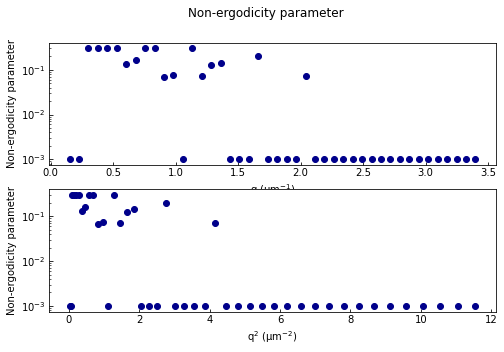 Non-ergodicity parameter
Non-ergodicity parameter
10⁻¹
10⁻²
10⁻³
0.0 0.5 1.0 1.5 2.0 2.5 3.0 3.5
q (μm⁻¹)
Non-ergodicity parameter
10⁻¹
10⁻²
10⁻³
0 2 4 6 8 10 12
q² (μm⁻²)